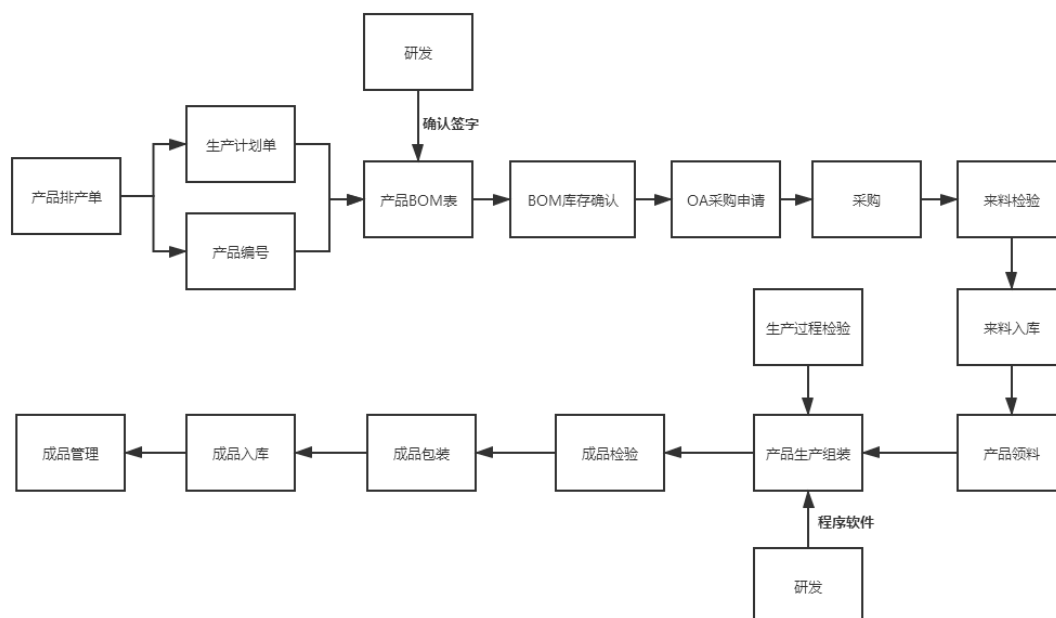 研发
确认签字
生产计划单
产品排产单
产品BOM表
BOM库存确认
OA采购申请
采购
来料检验
产品编号
生产过程检验
来料入库
成品管理
成品入库
成品包装
成品检验
产品生产组装
产品领料
程序软件
研发